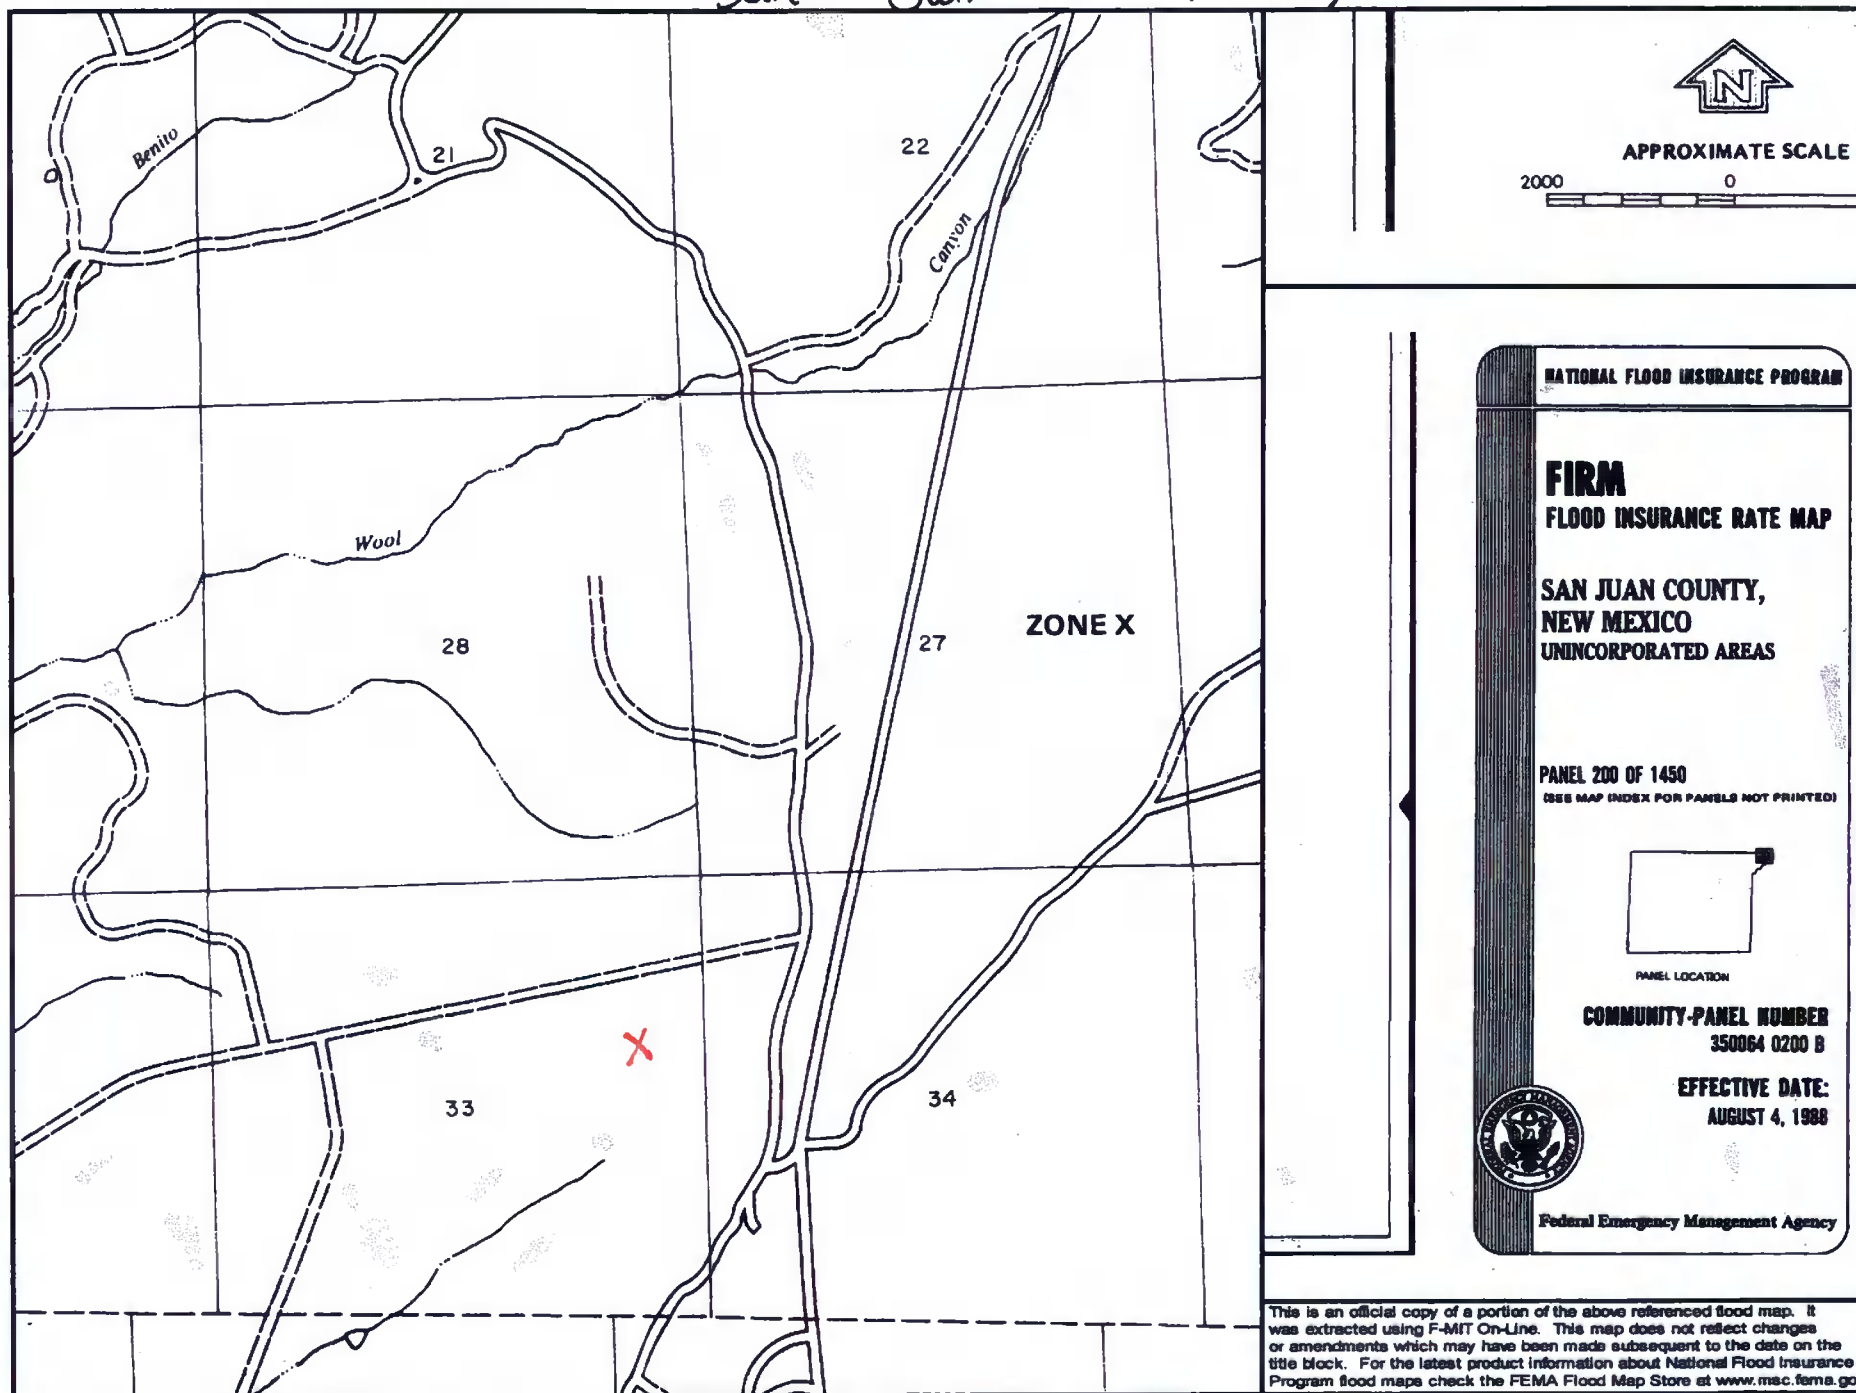 Benito
21
22
Canyon
Wool
28
27
ZONE X
33
34
X
N
APPROXIMATE SCALE
2000 0
NATIONAL FLOOD INSURANCE PROGRAM
FIRM
FLOOD INSURANCE RATE MAP
SAN JUAN COUNTY,
NEW MEXICO
UNINCORPORATED AREAS
PANEL 200 OF 1450
(SEE MAP INDEX FOR PANELS NOT PRINTED)
PANEL LOCATION
COMMUNITY-PANEL NUMBER
350064 0200 B
EFFECTIVE DATE:
AUGUST 4, 1988
Federal Emergency Management Agency
This is an official copy of a portion of the above referenced flood map. It
was extracted using F-MIT On-Line. This map does not reflect changes
or amendments which may have been made subsequent to the date on the
title block. For the latest product information about National Flood Insurance
Program flood maps check the FEMA Flood Map Store at www.msc.fema.go